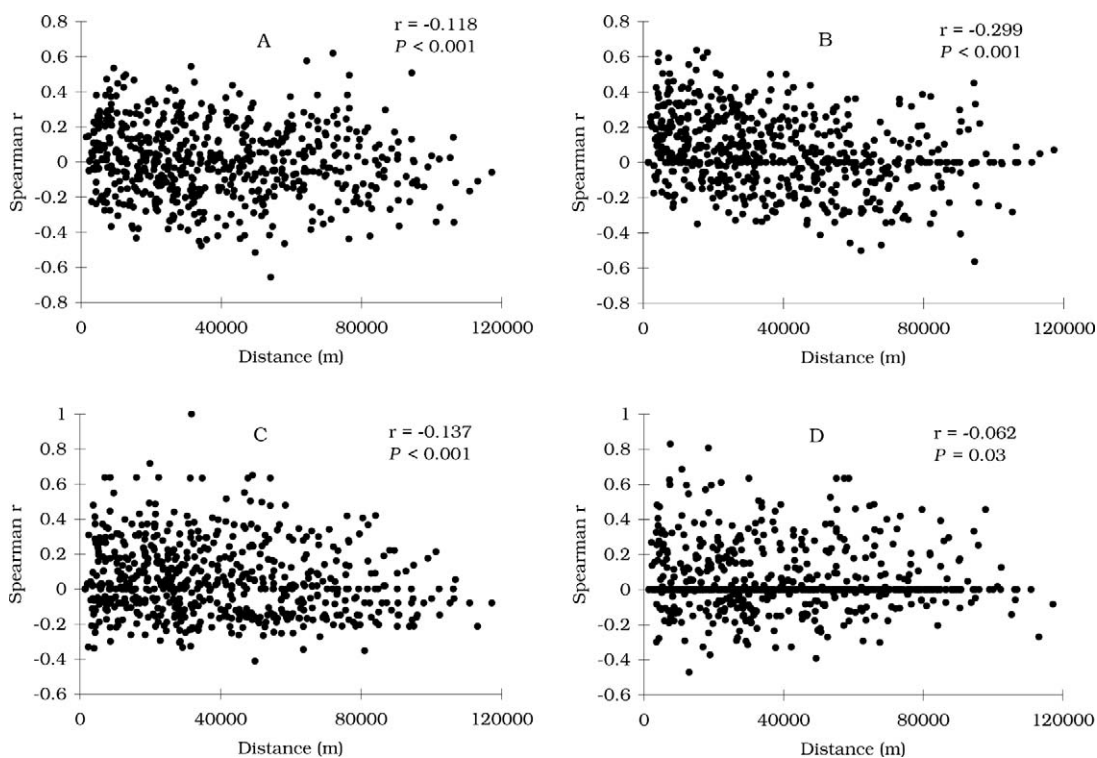 A
r = -0.118
P < 0.001
Spearman r
0.8
0.6
0.4
0.2
0
-0.2
-0.4
-0.6
-0.8
0 40000 80000 120000
Distance (m)
B
r = -0.299
P < 0.001
Spearman r
0.8
0.6
0.4
0.2
0
-0.2
-0.4
-0.6
-0.8
0 40000 80000 120000
Distance (m)
C
r = -0.137
P < 0.001
Spearman r
1
0.8
0.6
0.4
0.2
0
-0.2
-0.4
-0.6
0 40000 80000 120000
Distance (m)
D
r = -0.062
P = 0.03
Spearman r
1
0.8
0.6
0.4
0.2
0
-0.2
-0.4
-0.6
0 40000 80000 120000
Distance (m)